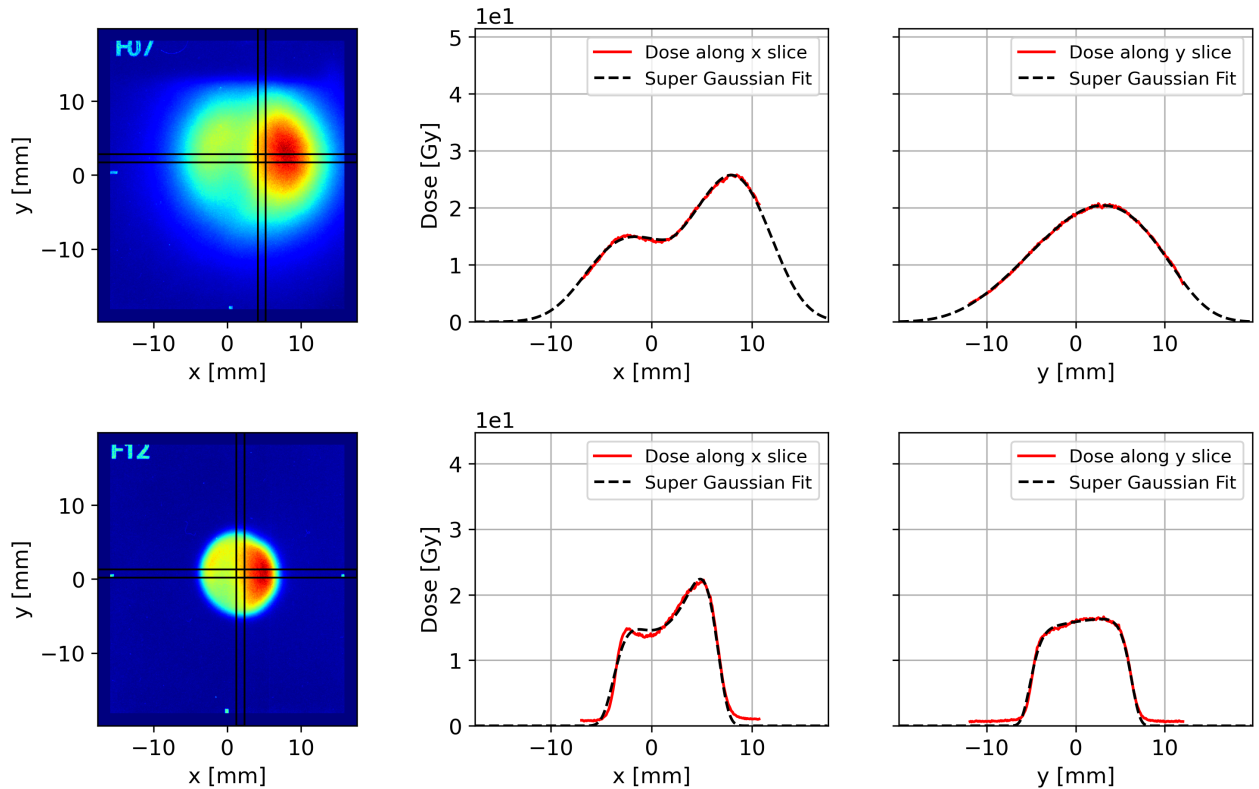 1e1
F07
Dose along x slice
Super Gaussian Fit
Dose along y slice
Super Gaussian Fit
y [mm]
10
0
−10
Dose [Gy]
5
4
3
2
1
0
−10 0 10
−10 0 10
−10 0 10
x [mm]
x [mm]
y [mm]
1e1
F12
Dose along x slice
Super Gaussian Fit
Dose along y slice
Super Gaussian Fit
y [mm]
10
0
−10
Dose [Gy]
4
3
2
1
0
−10 0 10
−10 0 10
−10 0 10
x [mm]
x [mm]
y [mm]